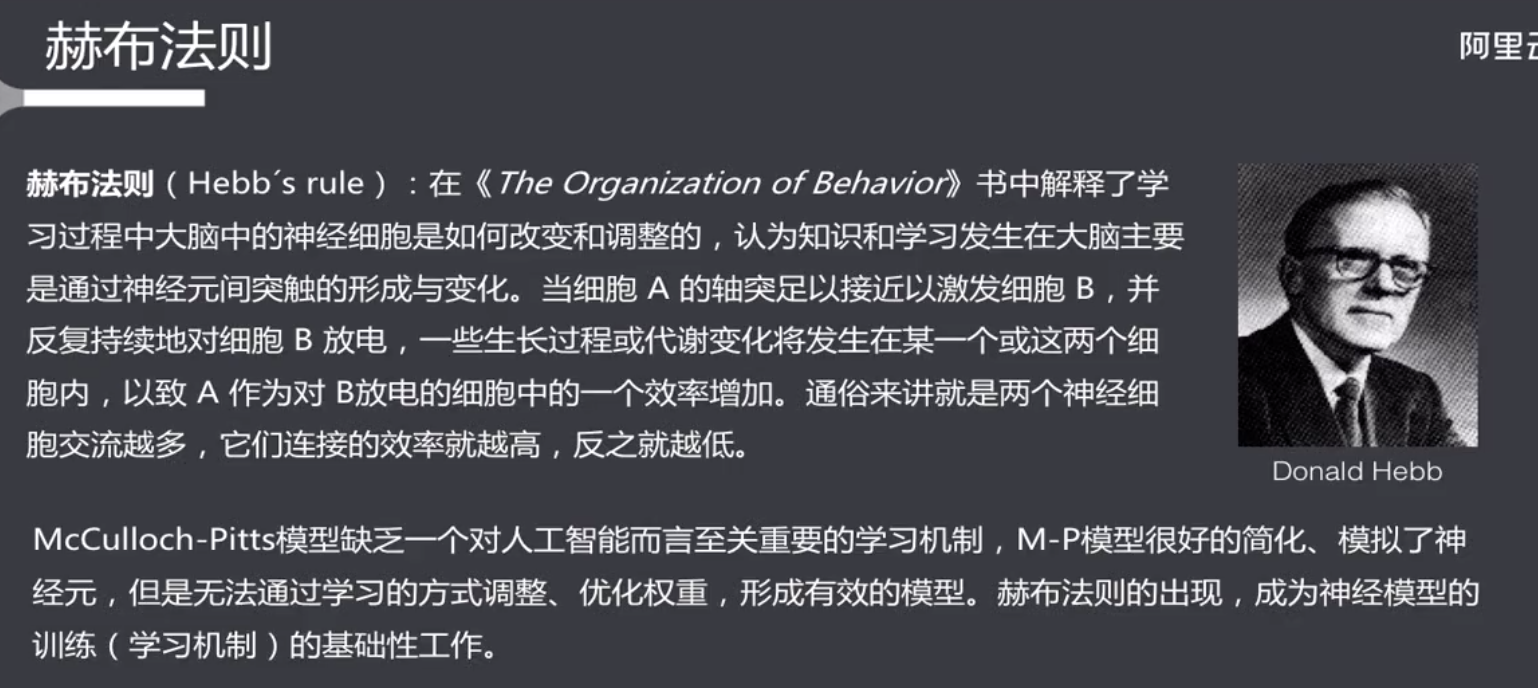 赫布法则
阿里云
赫布法则（Hebb´s rule）：在《The Organization of Behavior》书中解释了学
习过程中大脑中的神经细胞是如何改变和调整的，认为知识和学习发生在大脑主要
是通过神经元间突触的形成与变化。当细胞 A 的轴突足以接近以激发细胞 B，并
反复持续地对细胞 B 放电，一些生长过程或代谢变化将发生在某一个或这两个细
胞内，以致 A 作为对 B放电的细胞中的一个效率增加。通俗来讲就是两个神经细
胞交流越多，它们连接的效率就越高，反之就越低。
Donald Hebb
McCulloch-Pitts模型缺乏一个对人工智能而言至关重要的学习机制，M-P模型很好的简化、模拟了神
经元，但是无法通过学习的方式调整、优化权重，形成有效的模型。赫布法则的出现，成为神经模型的
训练（学习机制）的基础性工作。